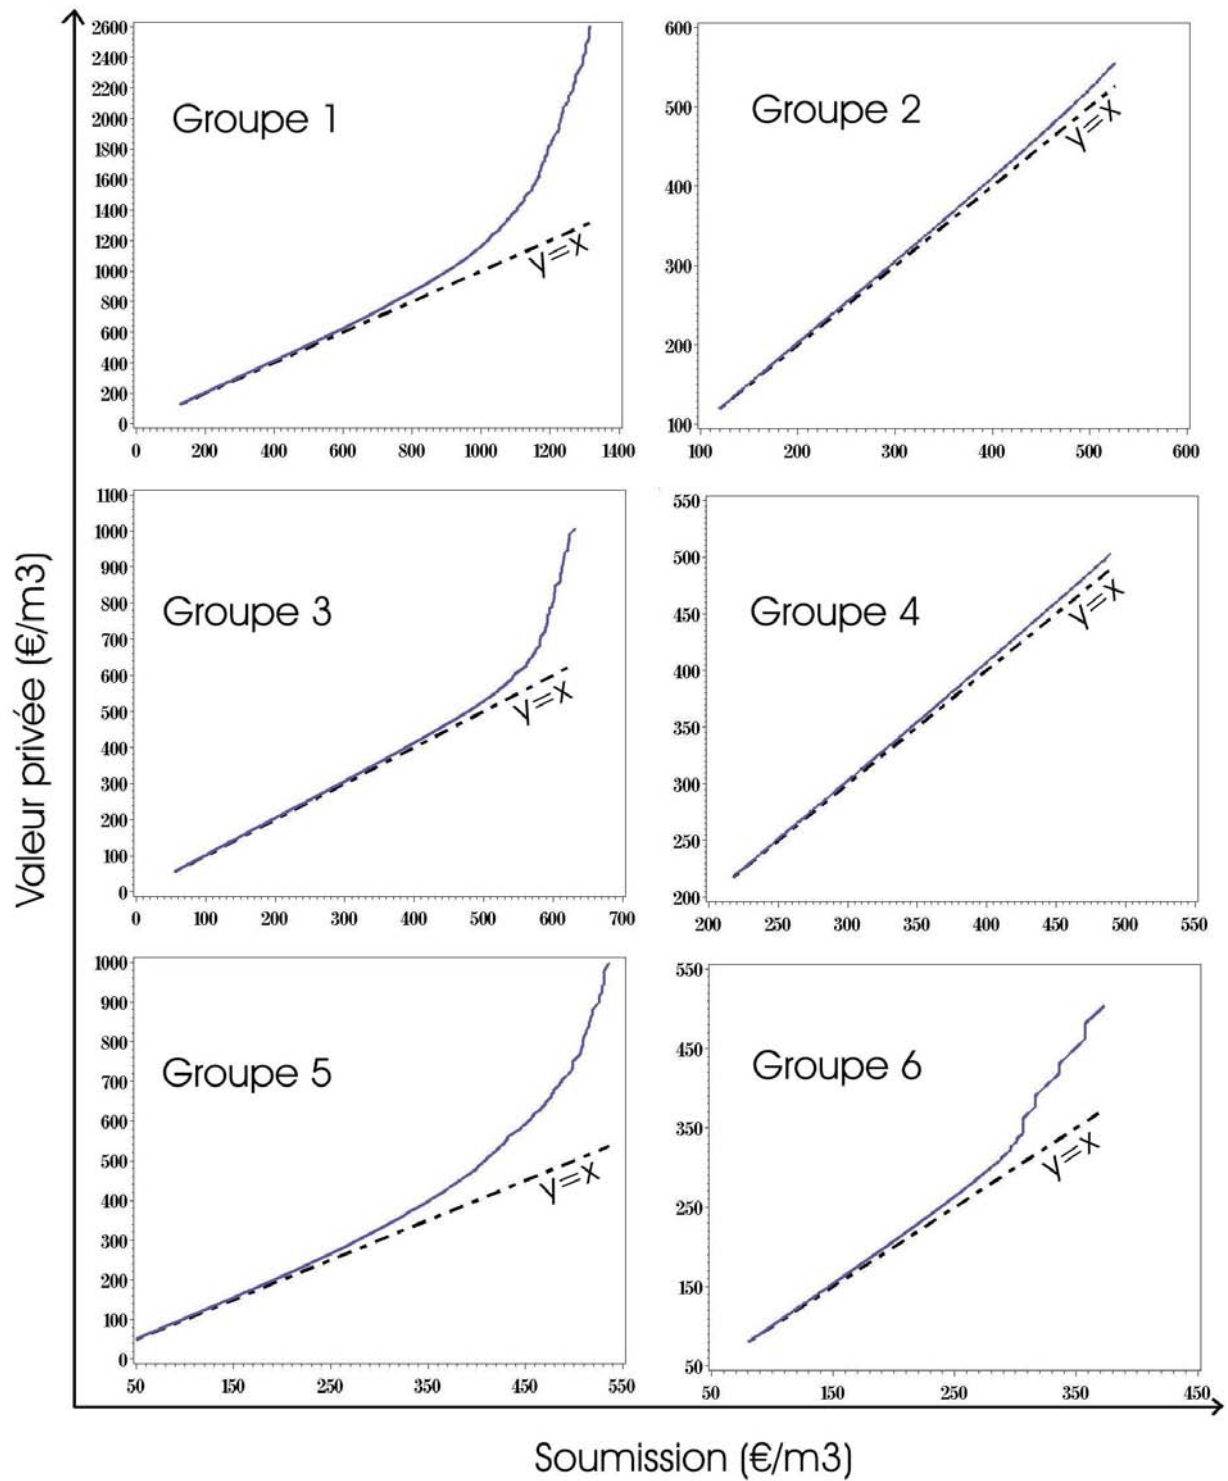 Valeur privée (€/m3)
Groupe 1
2600
2400
2200
2000
1800
1600
1400
1200
1000
800
600
400
200
0
y=x
0 200 400 600 800 1000 1200 1400
Groupe 2
600
500
400
300
200
100
y=x
100 200 300 400 500 600
Groupe 3
1100
1000
900
800
700
600
500
400
300
200
100
0
y=x
0 100 200 300 400 500 600 700
Groupe 4
550
500
450
400
350
300
250
200
y=x
200 250 300 350 400 450 500 550
Groupe 5
1000
900
800
700
600
500
400
300
200
100
0
y=x
50 150 250 350 450 550
Groupe 6
550
450
350
250
150
50
y=x
50 150 250 350 450
Soumission (€/m3)